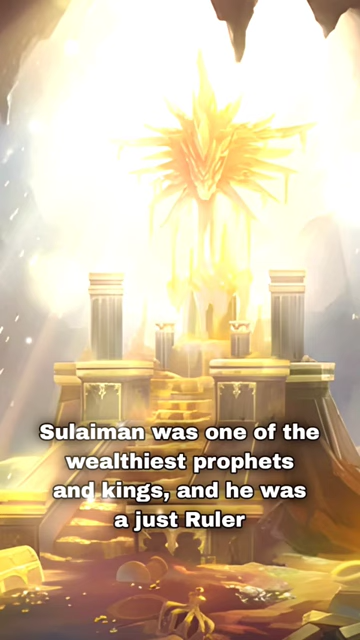 Sulaiman was one of the
wealthiest prophets
and kings, and he was
a just Ruler